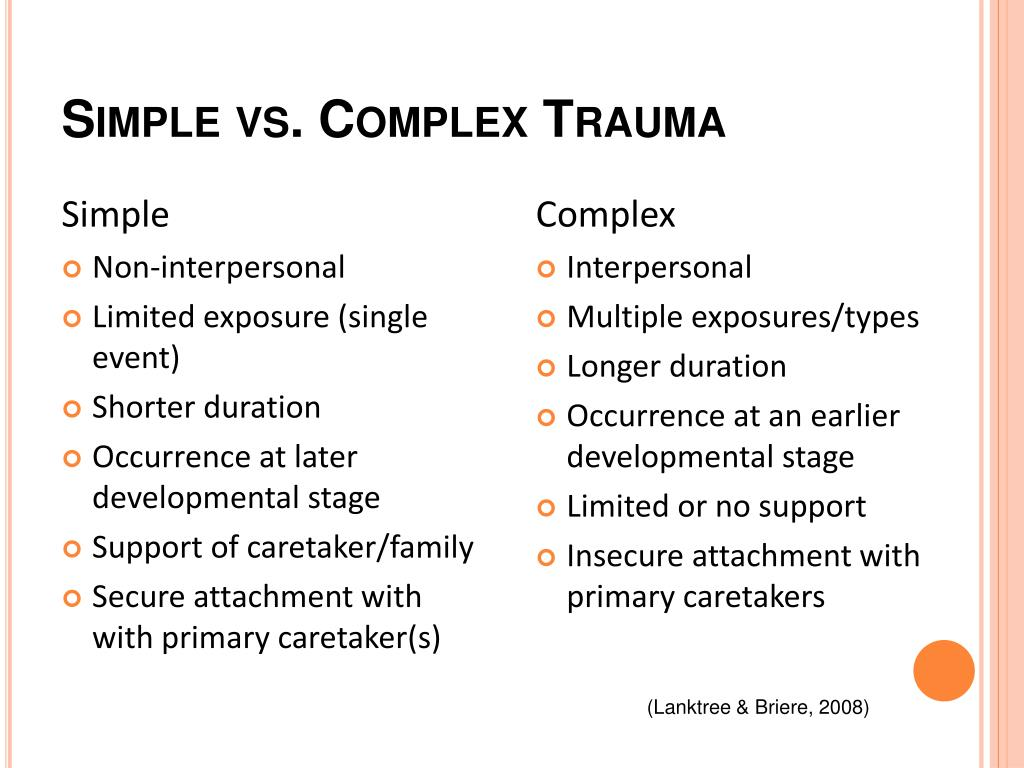 Simple vs. Complex Trauma
Simple
Non-interpersonal
Limited exposure (single
event)
Shorter duration
Occurrence at later
developmental stage
Support of caretaker/family
Secure attachment with
with primary caretaker(s)
Complex
Interpersonal
Multiple exposures/types
Longer duration
Occurrence at an earlier
developmental stage
Limited or no support
Insecure attachment with
primary caretakers
(Lanktree & Briere, 2008)